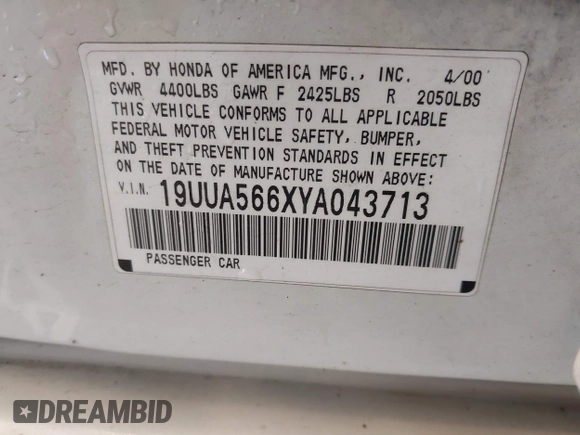 MFD. BY HONDA OF AMERICA MFG., INC. 4/00
GVWR 4400LBS GAWR F 2425LBS R 2050LBS
THIS VEHICLE CONFORMS TO ALL APPLICABLE
FEDERAL MOTOR VEHICLE SAFETY, BUMPER,
AND THEFT PREVENTION STANDARDS IN EFFECT
ON THE DATE OF MANUFACTURE SHOWN ABOVE:
V.I.N. 19UUA566XYA043713
PASSENGER CAR
DREAMBID